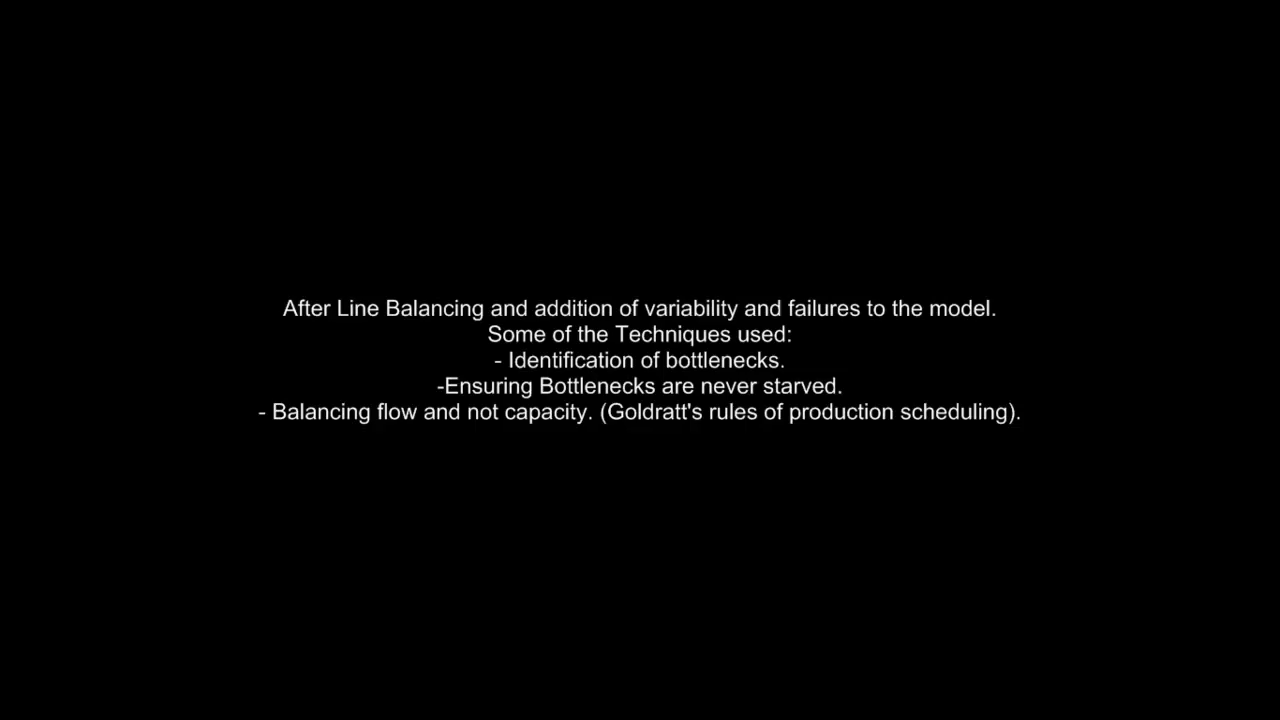 After Line Balancing and addition of variability and failures to the model.
Some of the Techniques used:
- Identification of bottlenecks.
-Ensuring Bottlenecks are never starved.
- Balancing flow and not capacity. (Goldratt's rules of production scheduling).